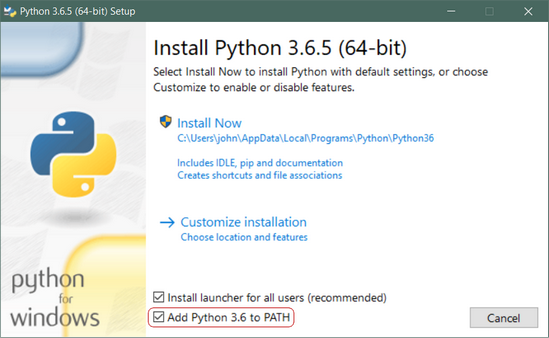 Python 3.6.5 (64-bit) Setup
Install Python 3.6.5 (64-bit)
Select Install Now to install Python with default settings, or choose
Customize to enable or disable features.
Install Now
C:\Users\john\AppData\Local\Programs\Python\Python36
Includes IDLE, pip and documentation
Creates shortcuts and file associations
Customize installation
Choose location and features
python
for
windows
Install launcher for all users (recommended)
Add Python 3.6 to PATH
Cancel